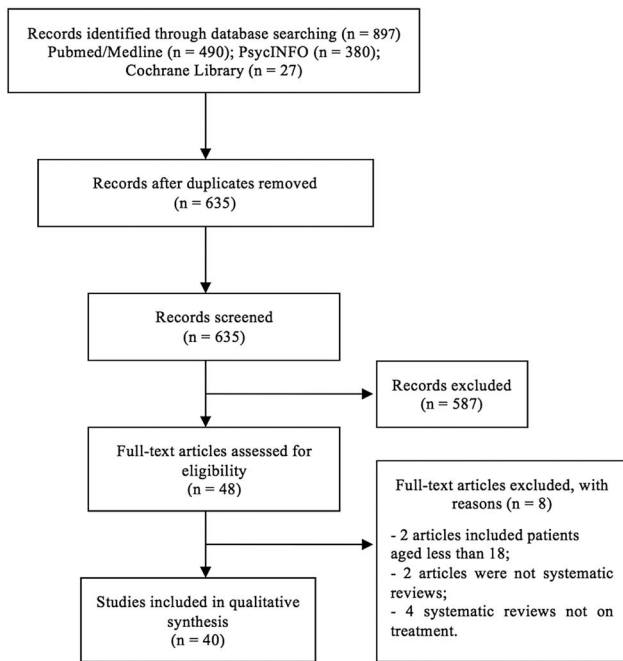 Records identified through database searching (n = 897)
Pubmed/Medline (n = 490); PsycINFO (n = 380);
Cochrane Library (n = 27)
Records after duplicates removed
(n = 635)
Records screened
(n = 635)
Records excluded
(n = 587)
Full-text articles assessed for
eligibility
(n = 48)
Full-text articles excluded, with
reasons (n = 8)
- 2 articles included patients
aged less than 18;
- 2 articles were not systematic
reviews;
- 4 systematic reviews not on
treatment.
Studies included in qualitative
synthesis
(n = 40)